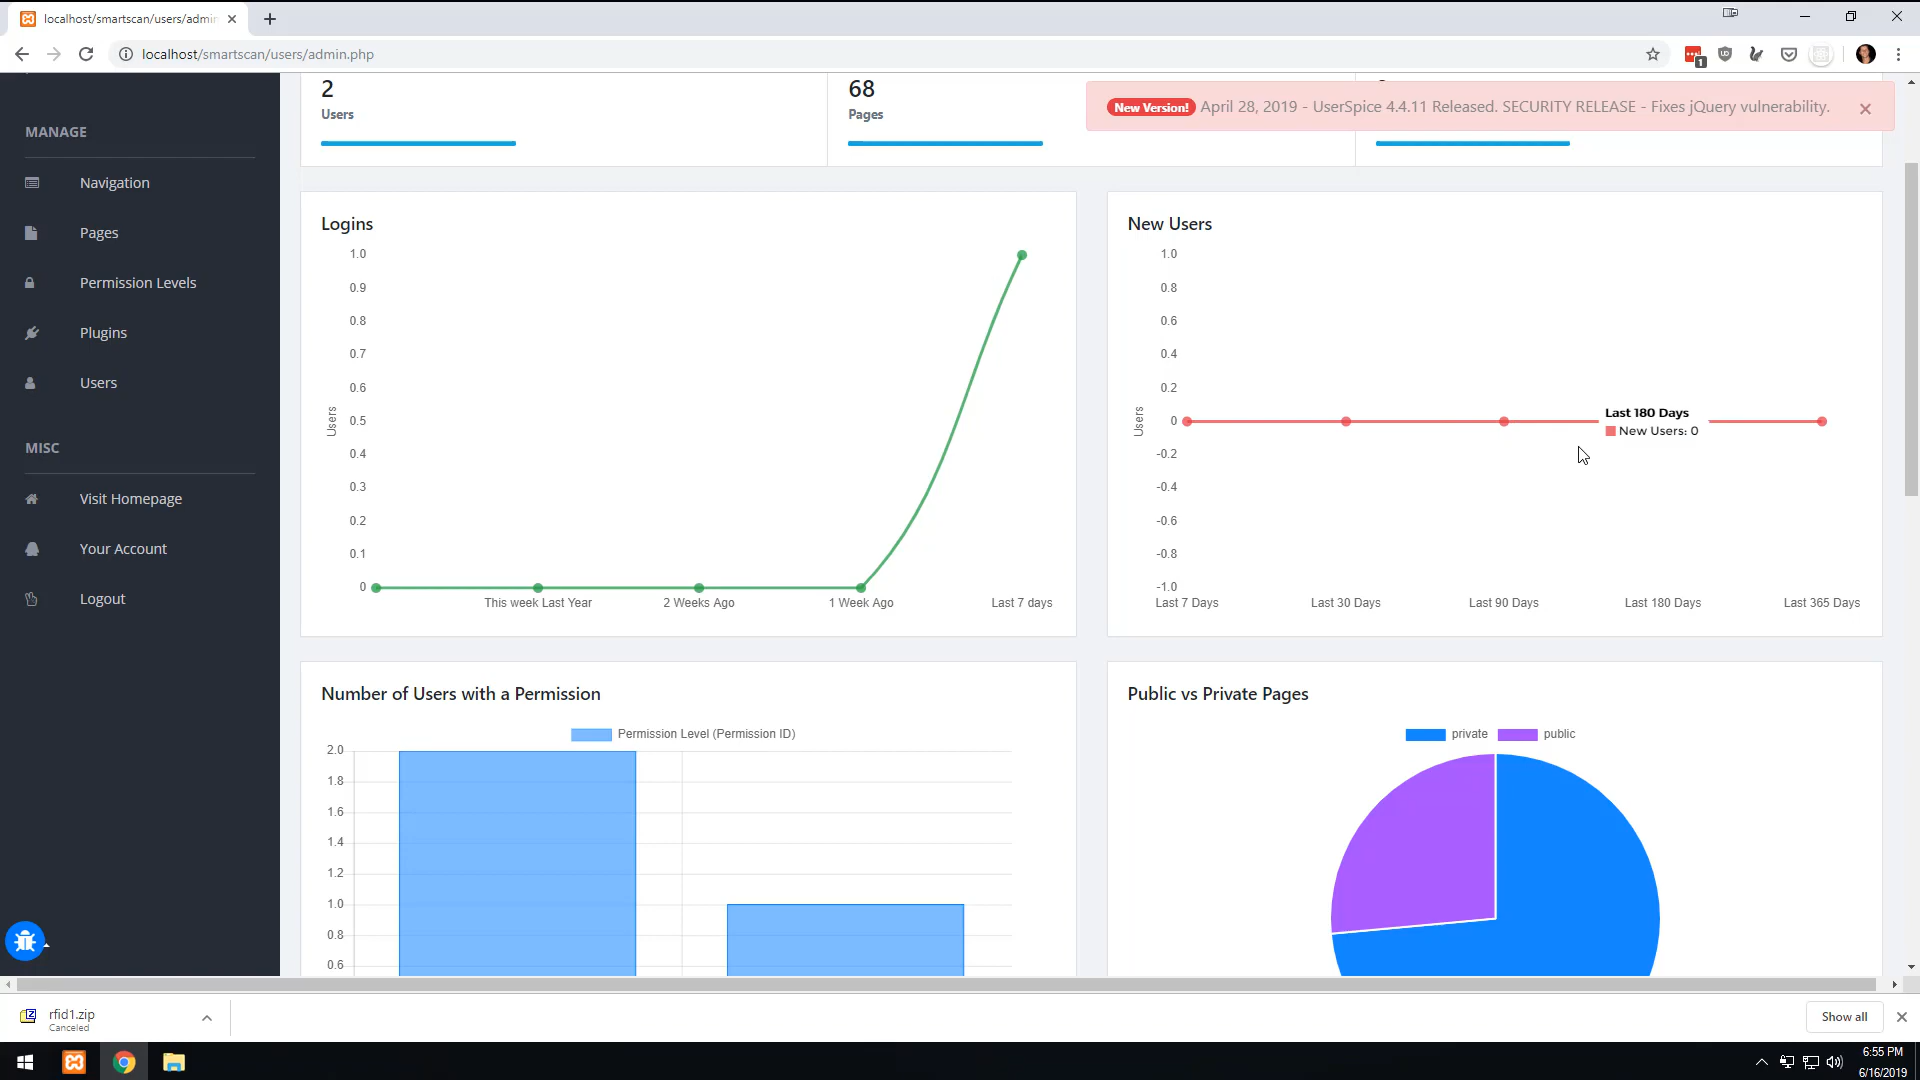 localhost/smartscan/users/admin
localhost/smartscan/users/admin.php
1
MANAGE
Navigation
Pages
Permission Levels
Plugins
Users
MISC
Visit Homepage
Your Account
Logout
2
Users
68
Pages
New Version! April 28, 2019 - UserSpice 4.4.11 Released. SECURITY RELEASE - Fixes jQuery vulnerability.
Logins
1.0
0.9
0.8
0.7
0.6
0.5
0.4
0.3
0.2
0.1
0
Users
This week Last Year
2 Weeks Ago
1 Week Ago
Last 7 days
New Users
1.0
0.8
0.6
0.4
0.2
0
-0.2
-0.4
-0.6
-0.8
-1.0
Users
Last 180 Days
New Users: 0
Last 7 Days
Last 30 Days
Last 90 Days
Last 180 Days
Last 365 Days
Number of Users with a Permission
Permission Level (Permission ID)
2.0
1.8
1.6
1.4
1.2
1.0
0.8
0.6
Public vs Private Pages
private
public
rfid1.zip
Canceled
Show all
6:55 PM
6/16/2019